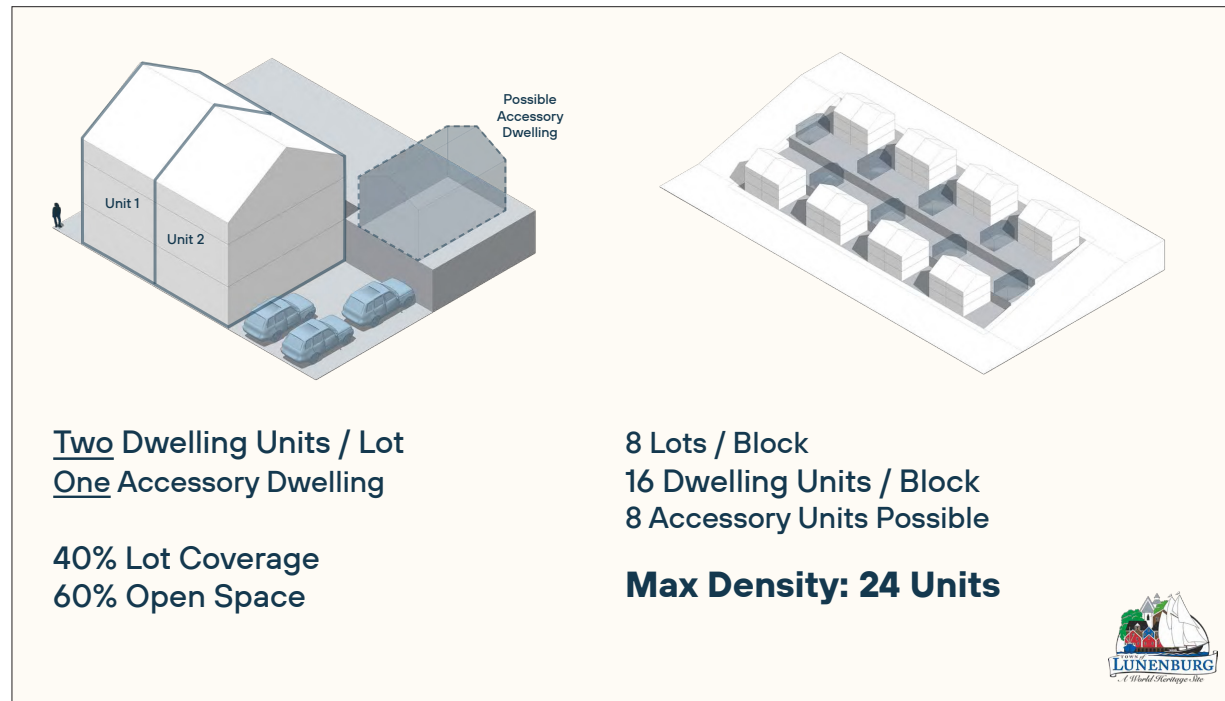 Possible
Accessory
Dwelling
Unit 1
Unit 2
Two Dwelling Units / Lot
One Accessory Dwelling
40% Lot Coverage
60% Open Space
8 Lots / Block
16 Dwelling Units / Block
8 Accessory Units Possible
Max Density: 24 Units
TOWN of
LUNENBURG
A World Heritage Site